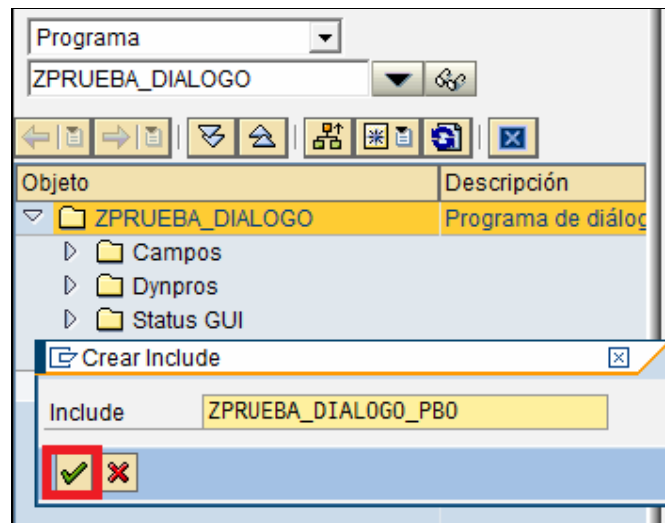 Programa
ZPRUEBA_DIALOGO
Objeto Descripción
ZPRUEBA_DIALOGO Programa de diálog
Campos
Dynpros
Status GUI
Crear Include
Include ZPRUEBA_DIALOGO_PBO